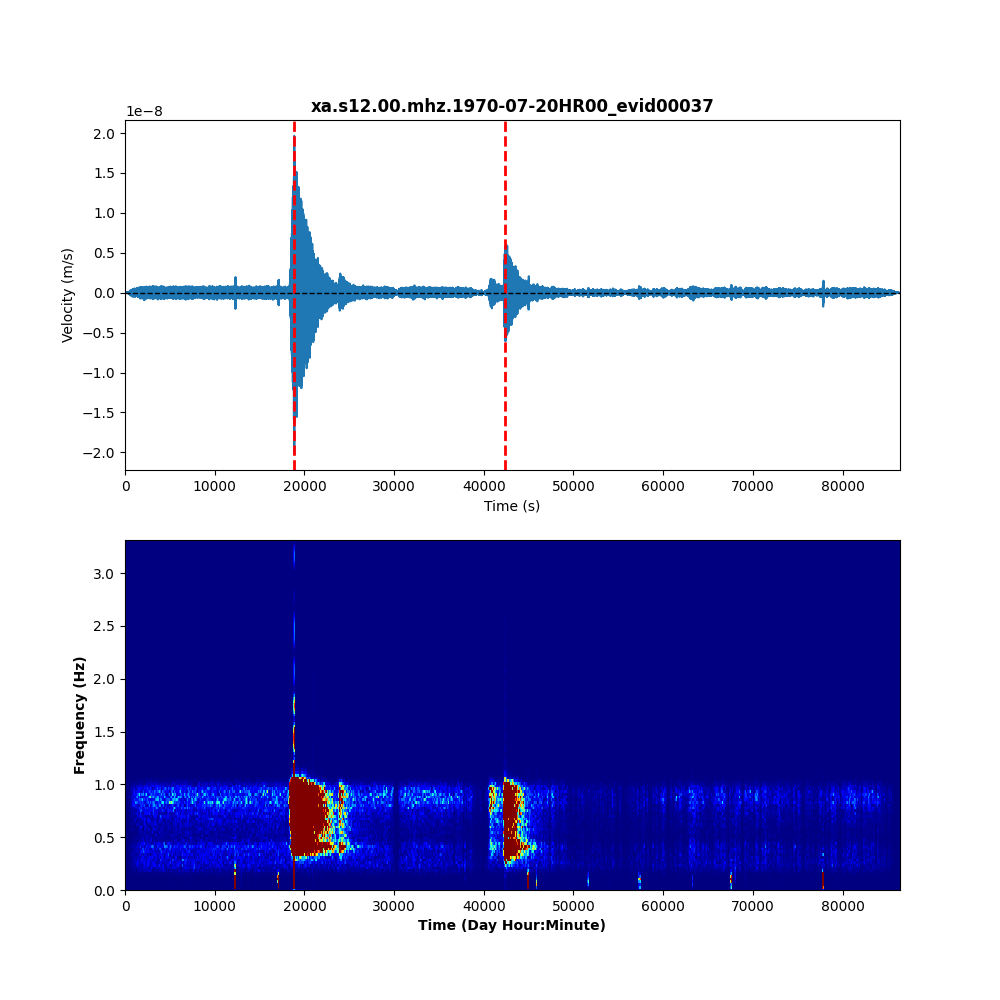 xa.s12.00.mhz.1970-07-20HR00_evid00037
1e−8
2.0
1.5
1.0
0.5
0.0
−0.5
−1.0
−1.5
−2.0
Velocity (m/s)
0 10000 20000 30000 40000 50000 60000 70000 80000
Time (s)
3.0
2.5
2.0
1.5
1.0
0.5
0.0
Frequency (Hz)
0 10000 20000 30000 40000 50000 60000 70000 80000
Time (Day Hour:Minute)